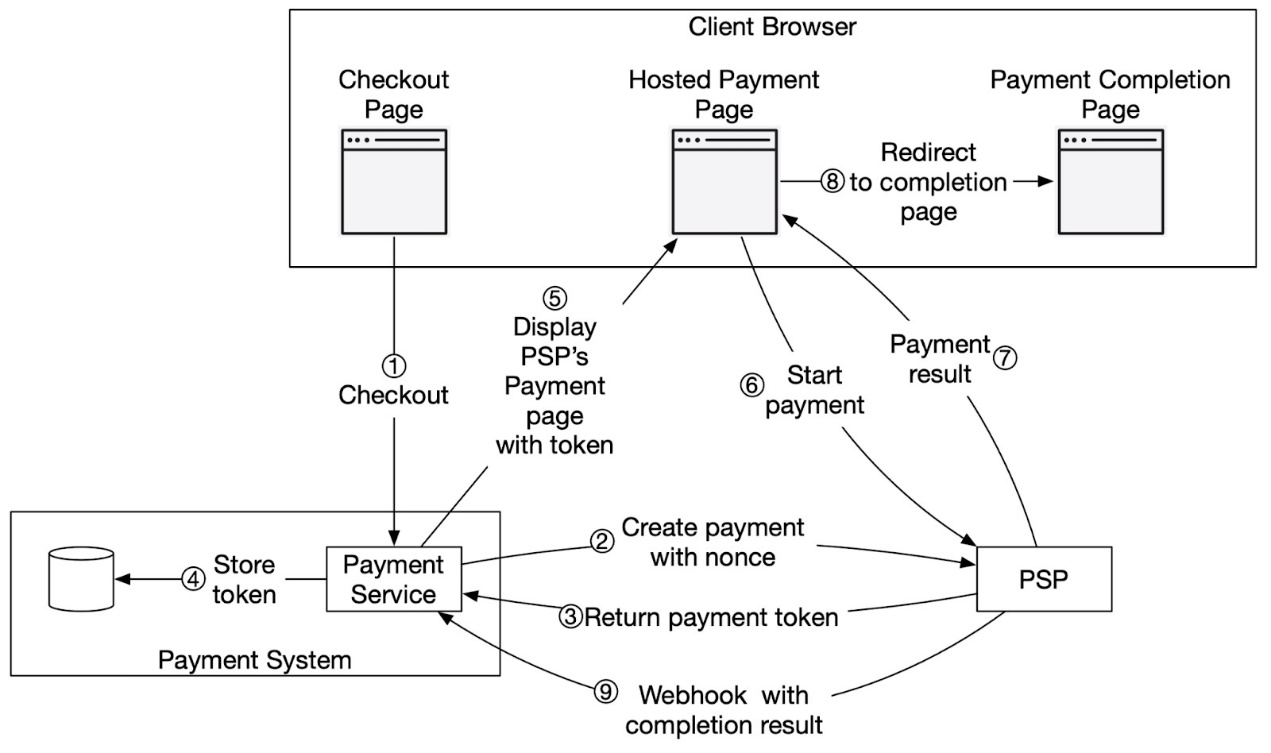 Client Browser
Checkout
Page
Hosted Payment
Page
Payment Completion
Page
Redirect
⑧ to completion
page
⑤
Display
PSP's
Payment
page
with token
①
Checkout
Payment ⑦
result
⑥ Start
payment
② Create payment
with nonce
④ Store
token
Payment
Service
PSP
③ Return payment token
Payment System
⑨ Webhook with
completion result